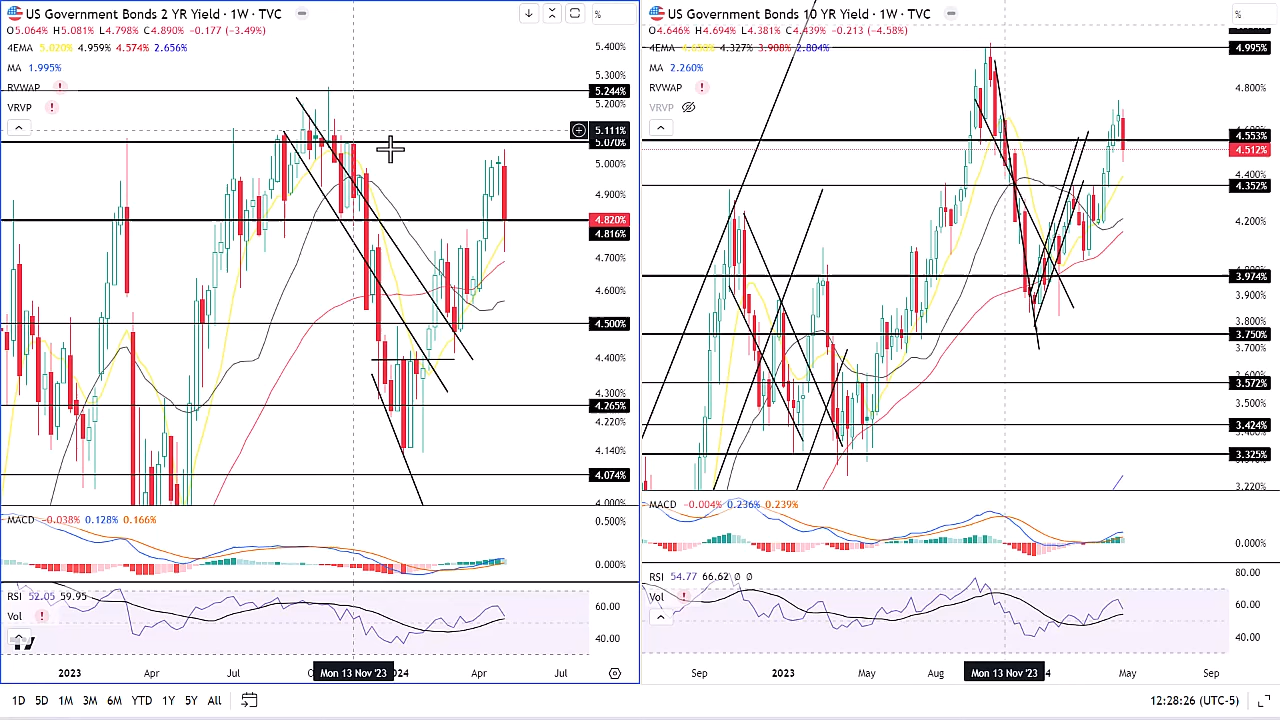 US Government Bonds 2 YR Yield · 1W · TVC
O5.064% H5.081% L4.798% C4.890% -0.177 (-3.49%)
4EMA 5.020% 4.959% 4.574% 2.656%
MA 1.995%
RVWAP !
VRVP !
%
5.400%
5.300%
5.244%
5.200%
5.111%
5.070%
5.000%
4.900%
4.820%
4.816%
4.700%
4.600%
4.500%
4.400%
4.300%
4.265%
4.220%
4.140%
4.074%
4.000%
MACD -0.038% 0.128% 0.166%
0.500%
0.000%
RSI 52.05 59.95
Vol !
60.00
40.00
2023 Apr Jul Mon 13 Nov '23 Apr Jul
US Government Bonds 10 YR Yield · 1W · TVC
O4.646% H4.694% L4.381% C4.439% -0.213 (-4.58%)
4EMA 4.327% 3.908% 2.804%
MA 2.260%
RVWAP !
VRVP
%
4.995%
4.800%
4.553%
4.512%
4.400%
4.352%
4.200%
3.974%
3.900%
3.800%
3.750%
3.700%
3.572%
3.500%
3.424%
3.325%
3.220%
MACD -0.004% 0.236% 0.239%
0.000%
RSI 54.77 66.62 0 0
Vol !
80.00
60.00
40.00
Sep 2023 May Aug Mon 13 Nov '23 4 May Sep
1D 5D 1M 3M 6M YTD 1Y 5Y All
12:28:26 (UTC-5)